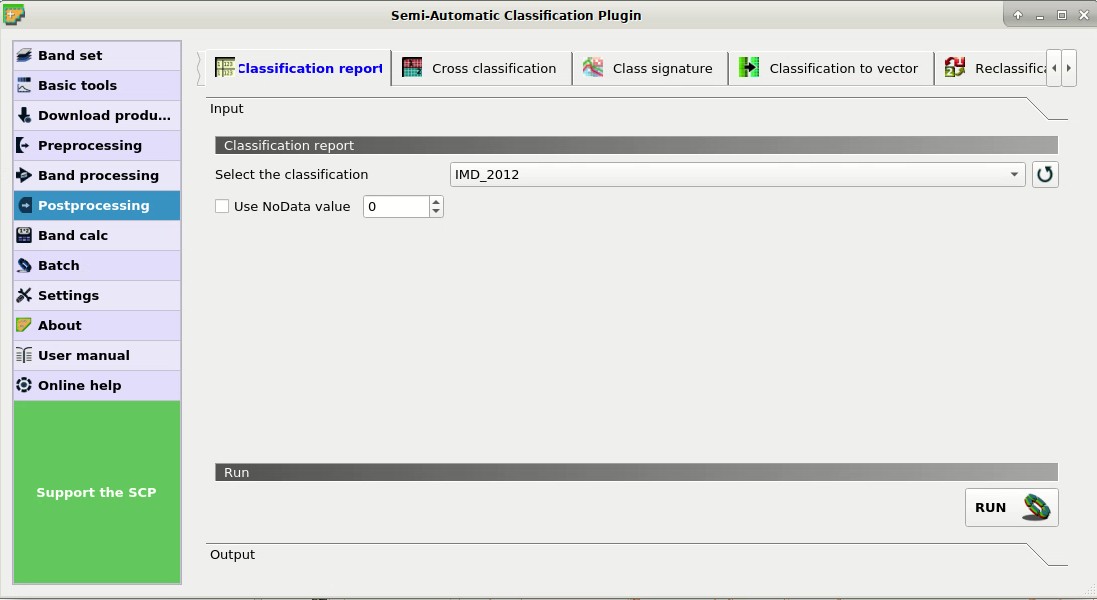 Semi-Automatic Classification Plugin
Band set
Basic tools
Download produ...
Preprocessing
Band processing
Postprocessing
Band calc
Batch
Settings
About
User manual
Online help
Support the SCP
Classification report
Cross classification
Class signature
Classification to vector
Reclassifica
Input
Classification report
Select the classification
IMD_2012
Use NoData value
0
Run
RUN
Output